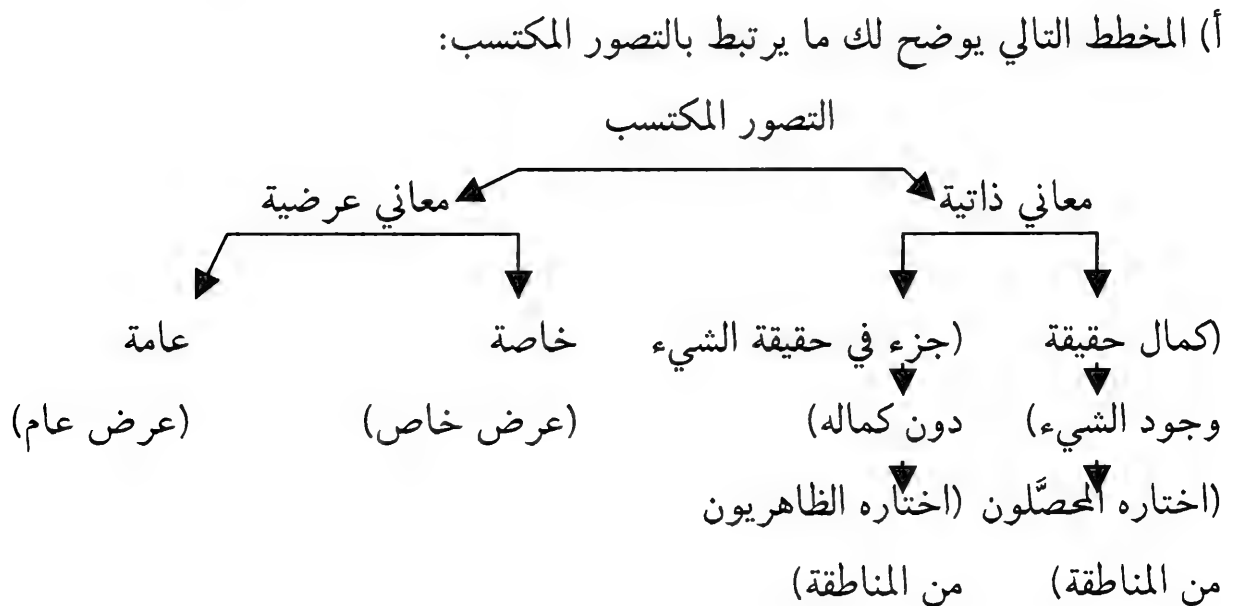 أ) المخطط التالي يوضح لك ما يرتبط بالتصور المكتسب:
التصور المكتسب
معاني ذاتية معاني عرضية
(كمال حقيقة (جزء في حقيقة الشيء خاصة عامة
وجود الشيء) دون كماله) (عرض خاص) (عرض عام)
(اختاره المحصَّلون (اختاره الظاهريون
من المناطقة) من المناطقة)